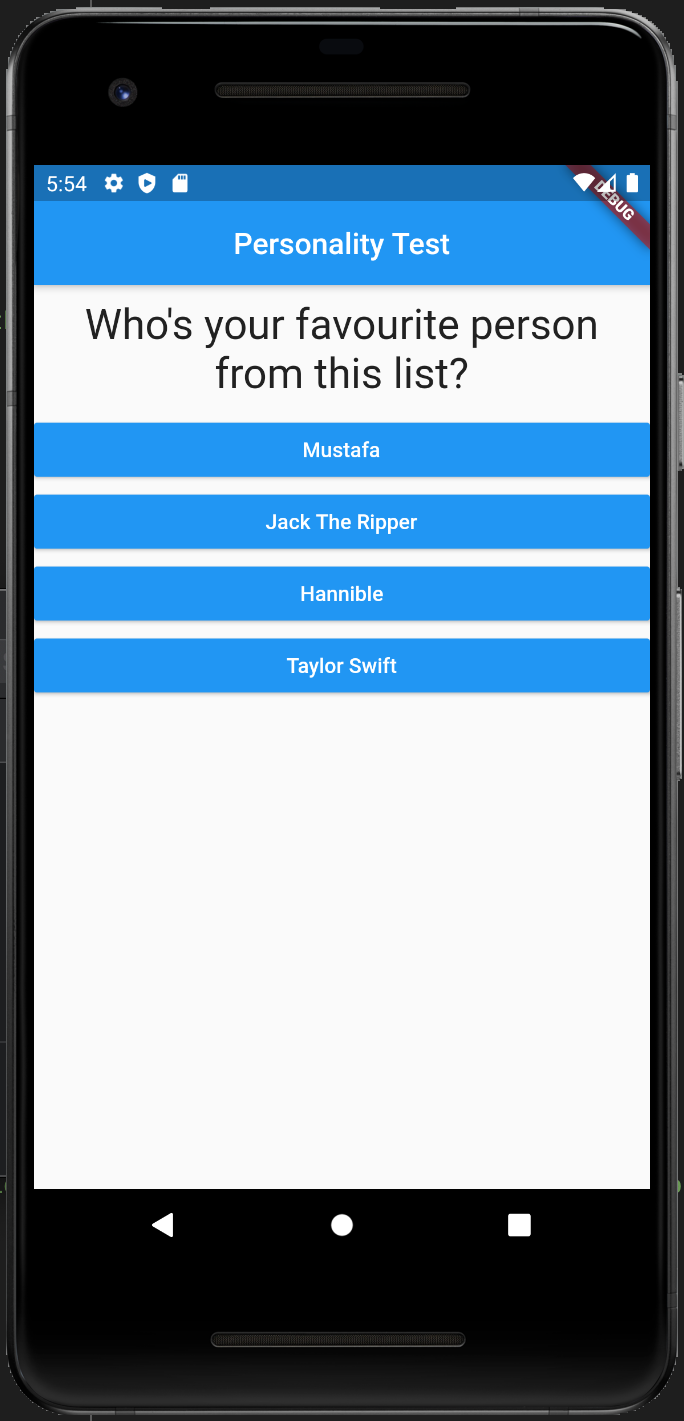 5:54
DEBUG
Personality Test
Who's your favourite person
from this list?
Mustafa
Jack The Ripper
Hannible
Taylor Swift